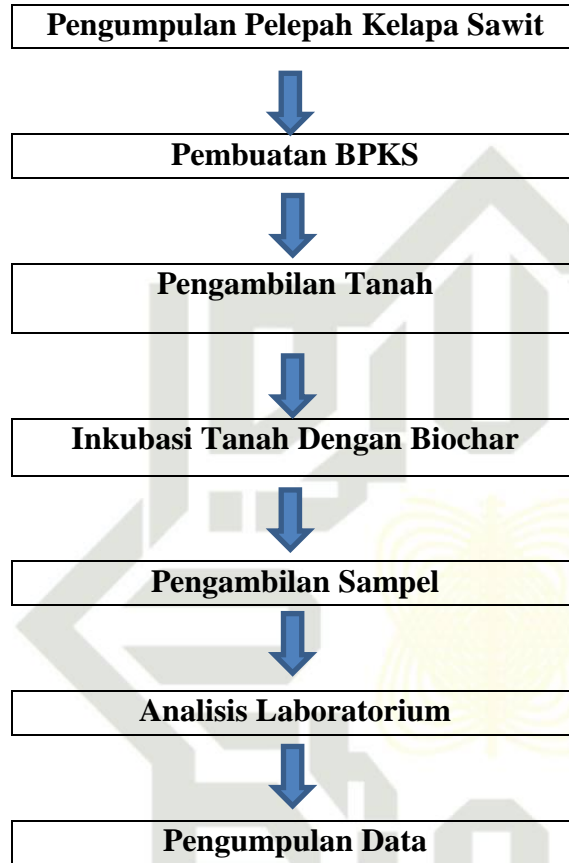 Pengumpulan Pelepah Kelapa Sawit
Pembuatan BPKS
Pengambilan Tanah
Inkubasi Tanah Dengan Biochar
Pengambilan Sampel
Analisis Laboratorium
Pengumpulan Data